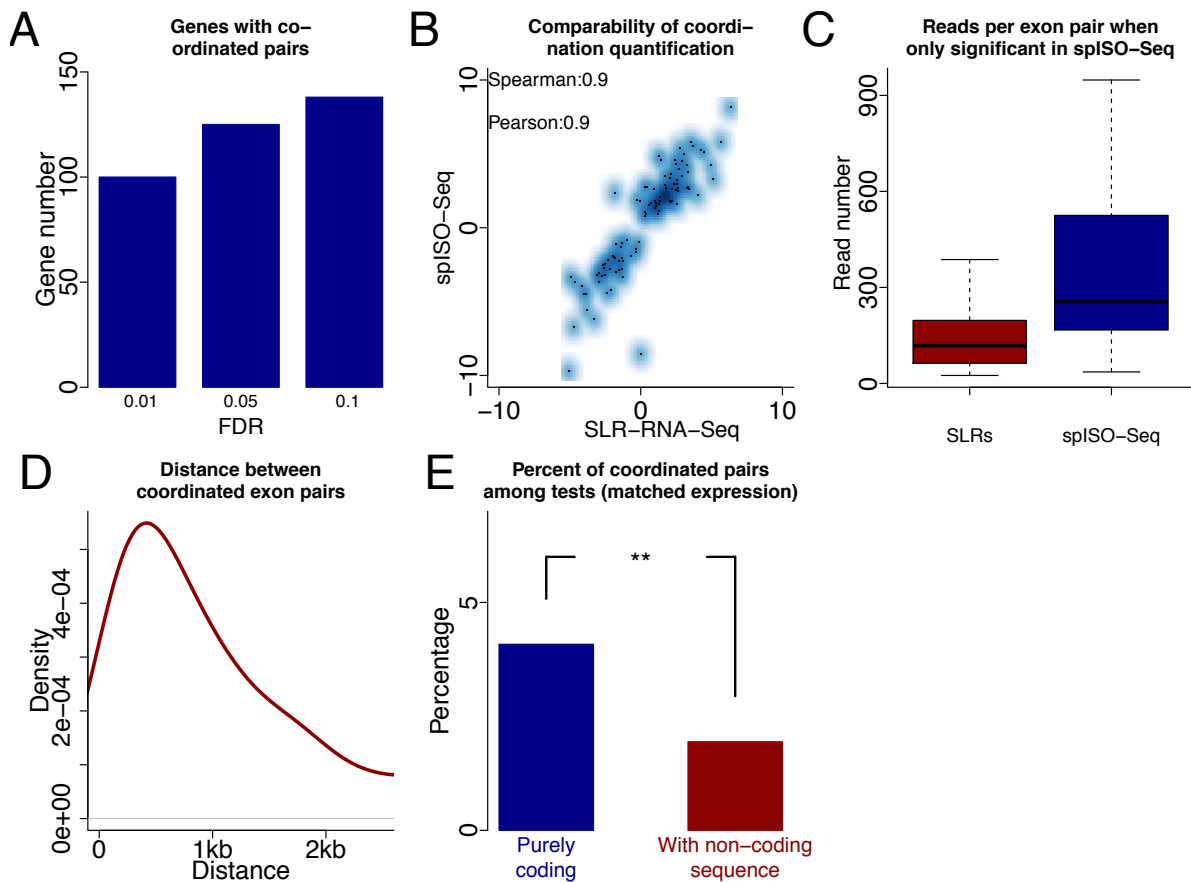 A
Genes with co−
ordinated pairs
Gene number
150
100
50
0
0.01
0.05
0.1
FDR
B
Comparability of coordi−
nation quantification
Spearman:0.9
Pearson:0.9
spISO−Seq
10
0
−10
−10
0
10
SLR−RNA−Seq
C
Reads per exon pair when
only significant in spISO−Seq
Read number
900
600
300
0
SLRs
spISO−Seq
D
Distance between
coordinated exon pairs
Density
4e−04
2e−04
0e+00
0
1kb
2kb
Distance
E
Percent of coordinated pairs
among tests (matched expression)
**
Percentage
5
0
Purely
coding
With non−coding
sequence